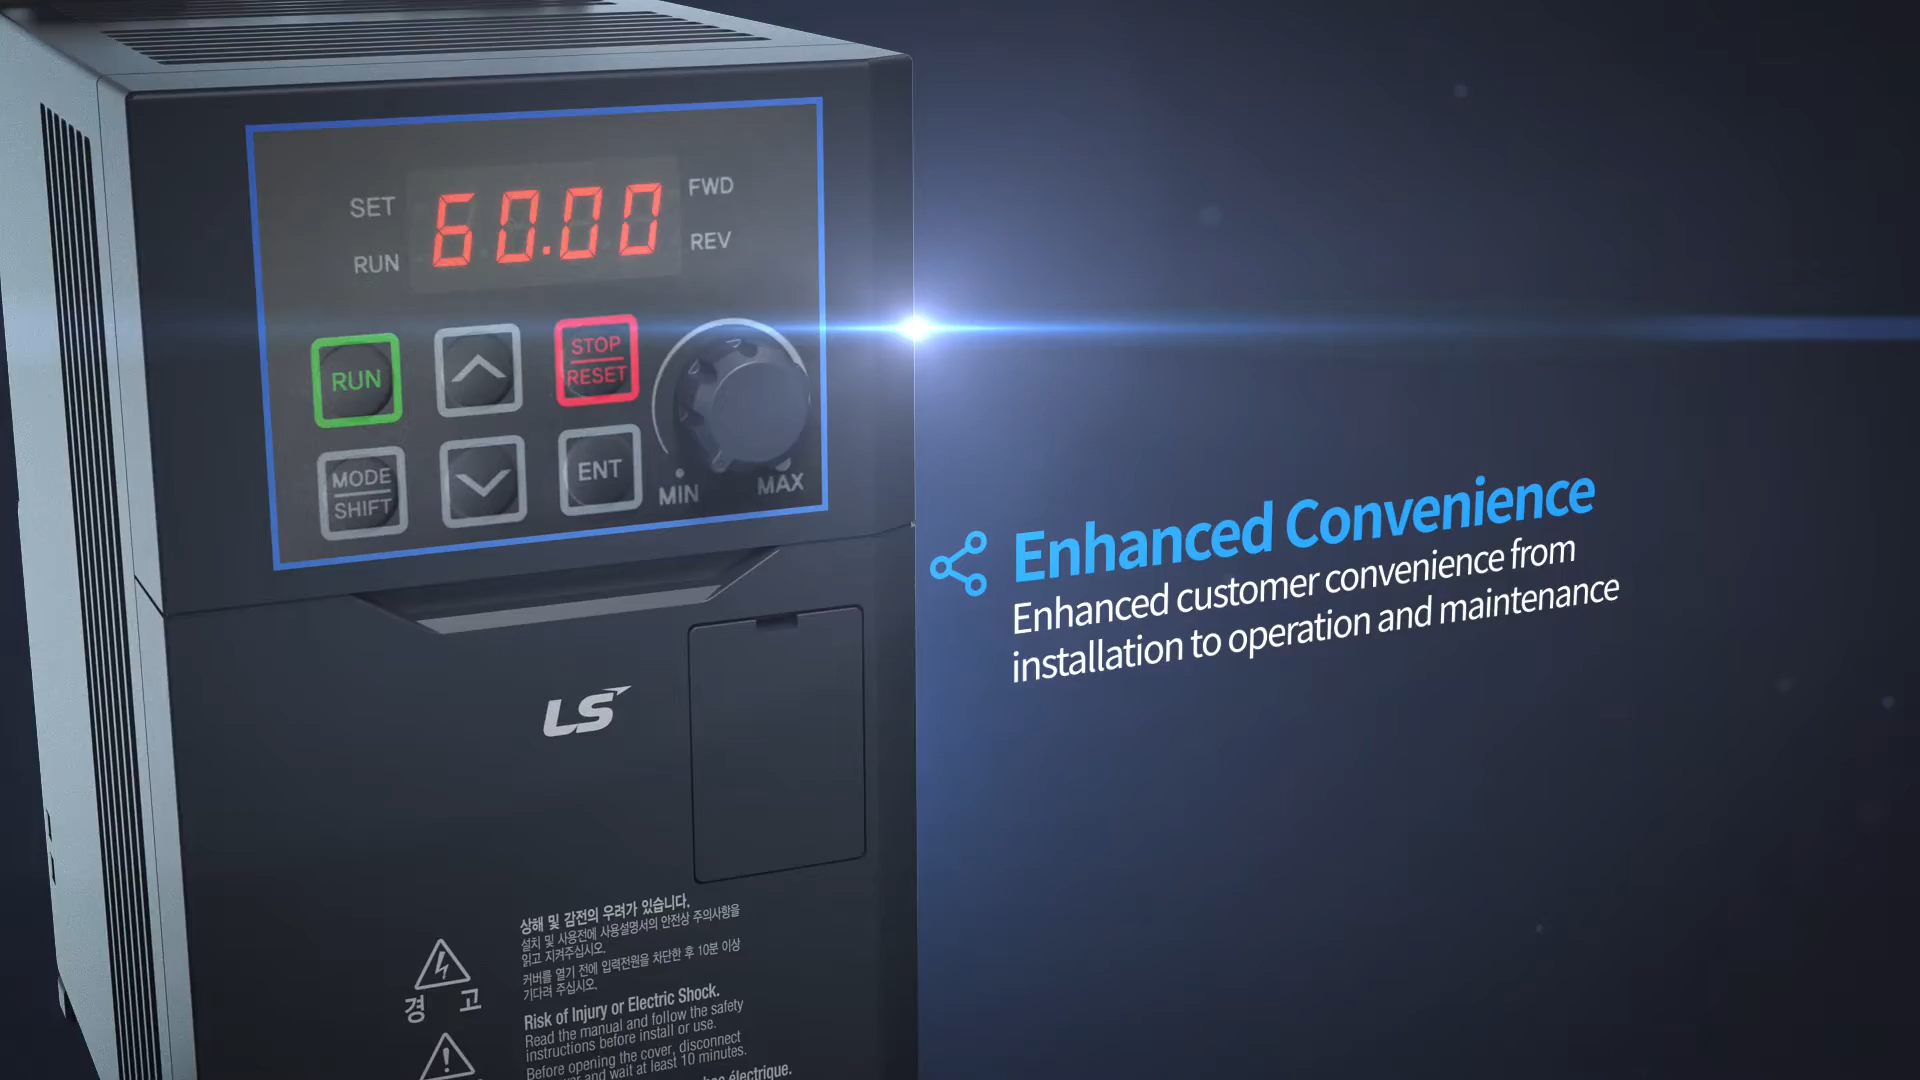 SET
60.00
FWD
RUN
REV
RUN
STOP
RESET
MODE
SHIFT
ENT
MIN
MAX
Enhanced Convenience
Enhanced customer convenience from
installation to operation and maintenance
LS
상해 및 감전의 우려가 있습니다.
설치 및 사용전에 사용설명서의 안전상 주의사항을
읽고 지켜주십시오.
커버를 열기 전에 입력전원을 차단한 후 10분 이상
기다려 주십시오.
경 고
Risk of Injury or Electric Shock.
Read the manual and follow the safety
instructions before install or use.
Before opening the cover, disconnect
and wait at least 10 minutes.
électrique.